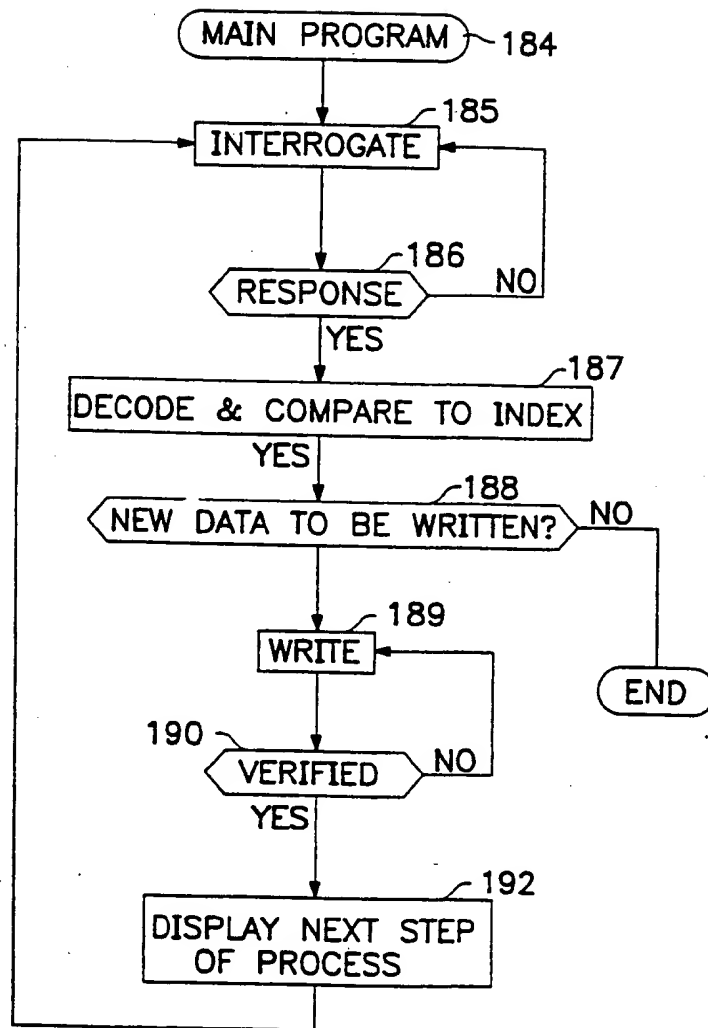 MAIN PROGRAM
184
185
INTERROGATE
186
RESPONSE
NO
YES
187
DECODE & COMPARE TO INDEX
YES
188
NEW DATA TO BE WRITTEN?
NO
189
WRITE
END
190
VERIFIED
NO
YES
192
DISPLAY NEXT STEP
OF PROCESS